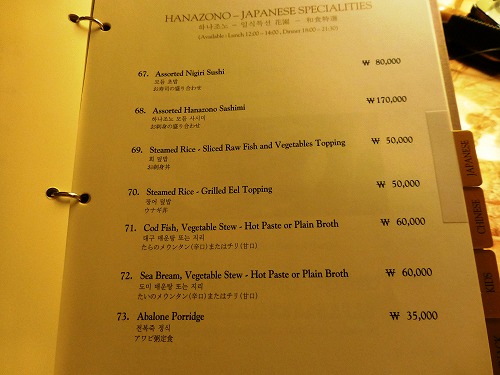 HANAZONO – JAPANESE SPECIALITIES
하나조노 – 일식특선 花園 – 和食特選
(Available - Lunch 12:00 ~ 14:00, Dinner 18:00 ~ 21:30)
67. Assorted Nigiri Sushi ₩ 80,000
모듬 초밥
お寿司の盛り合わせ
68. Assorted Hanazono Sashimi ₩170,000
하나조노 모듬 사시미
お刺身の盛り合わせ
69. Steamed Rice - Sliced Raw Fish and Vegetables Topping ₩ 50,000
회 덮밥
お刺身丼
70. Steamed Rice - Grilled Eel Topping ₩ 50,000
장어 덮밥
ウナギ丼
71. Cod Fish, Vegetable Stew - Hot Paste or Plain Broth ₩ 60,000
대구 매운탕 또는 지리
たらのメウンタン(辛口)またはチリ(甘口)
72. Sea Bream, Vegetable Stew - Hot Paste or Plain Broth ₩ 60,000
도미 매운탕 또는 지리
たいのメウンタン(辛口)またはチリ(甘口)
73. Abalone Porridge ₩ 35,000
전복죽 정식
アワビ粥定食
JAPANESE
CHINESE
KIDS